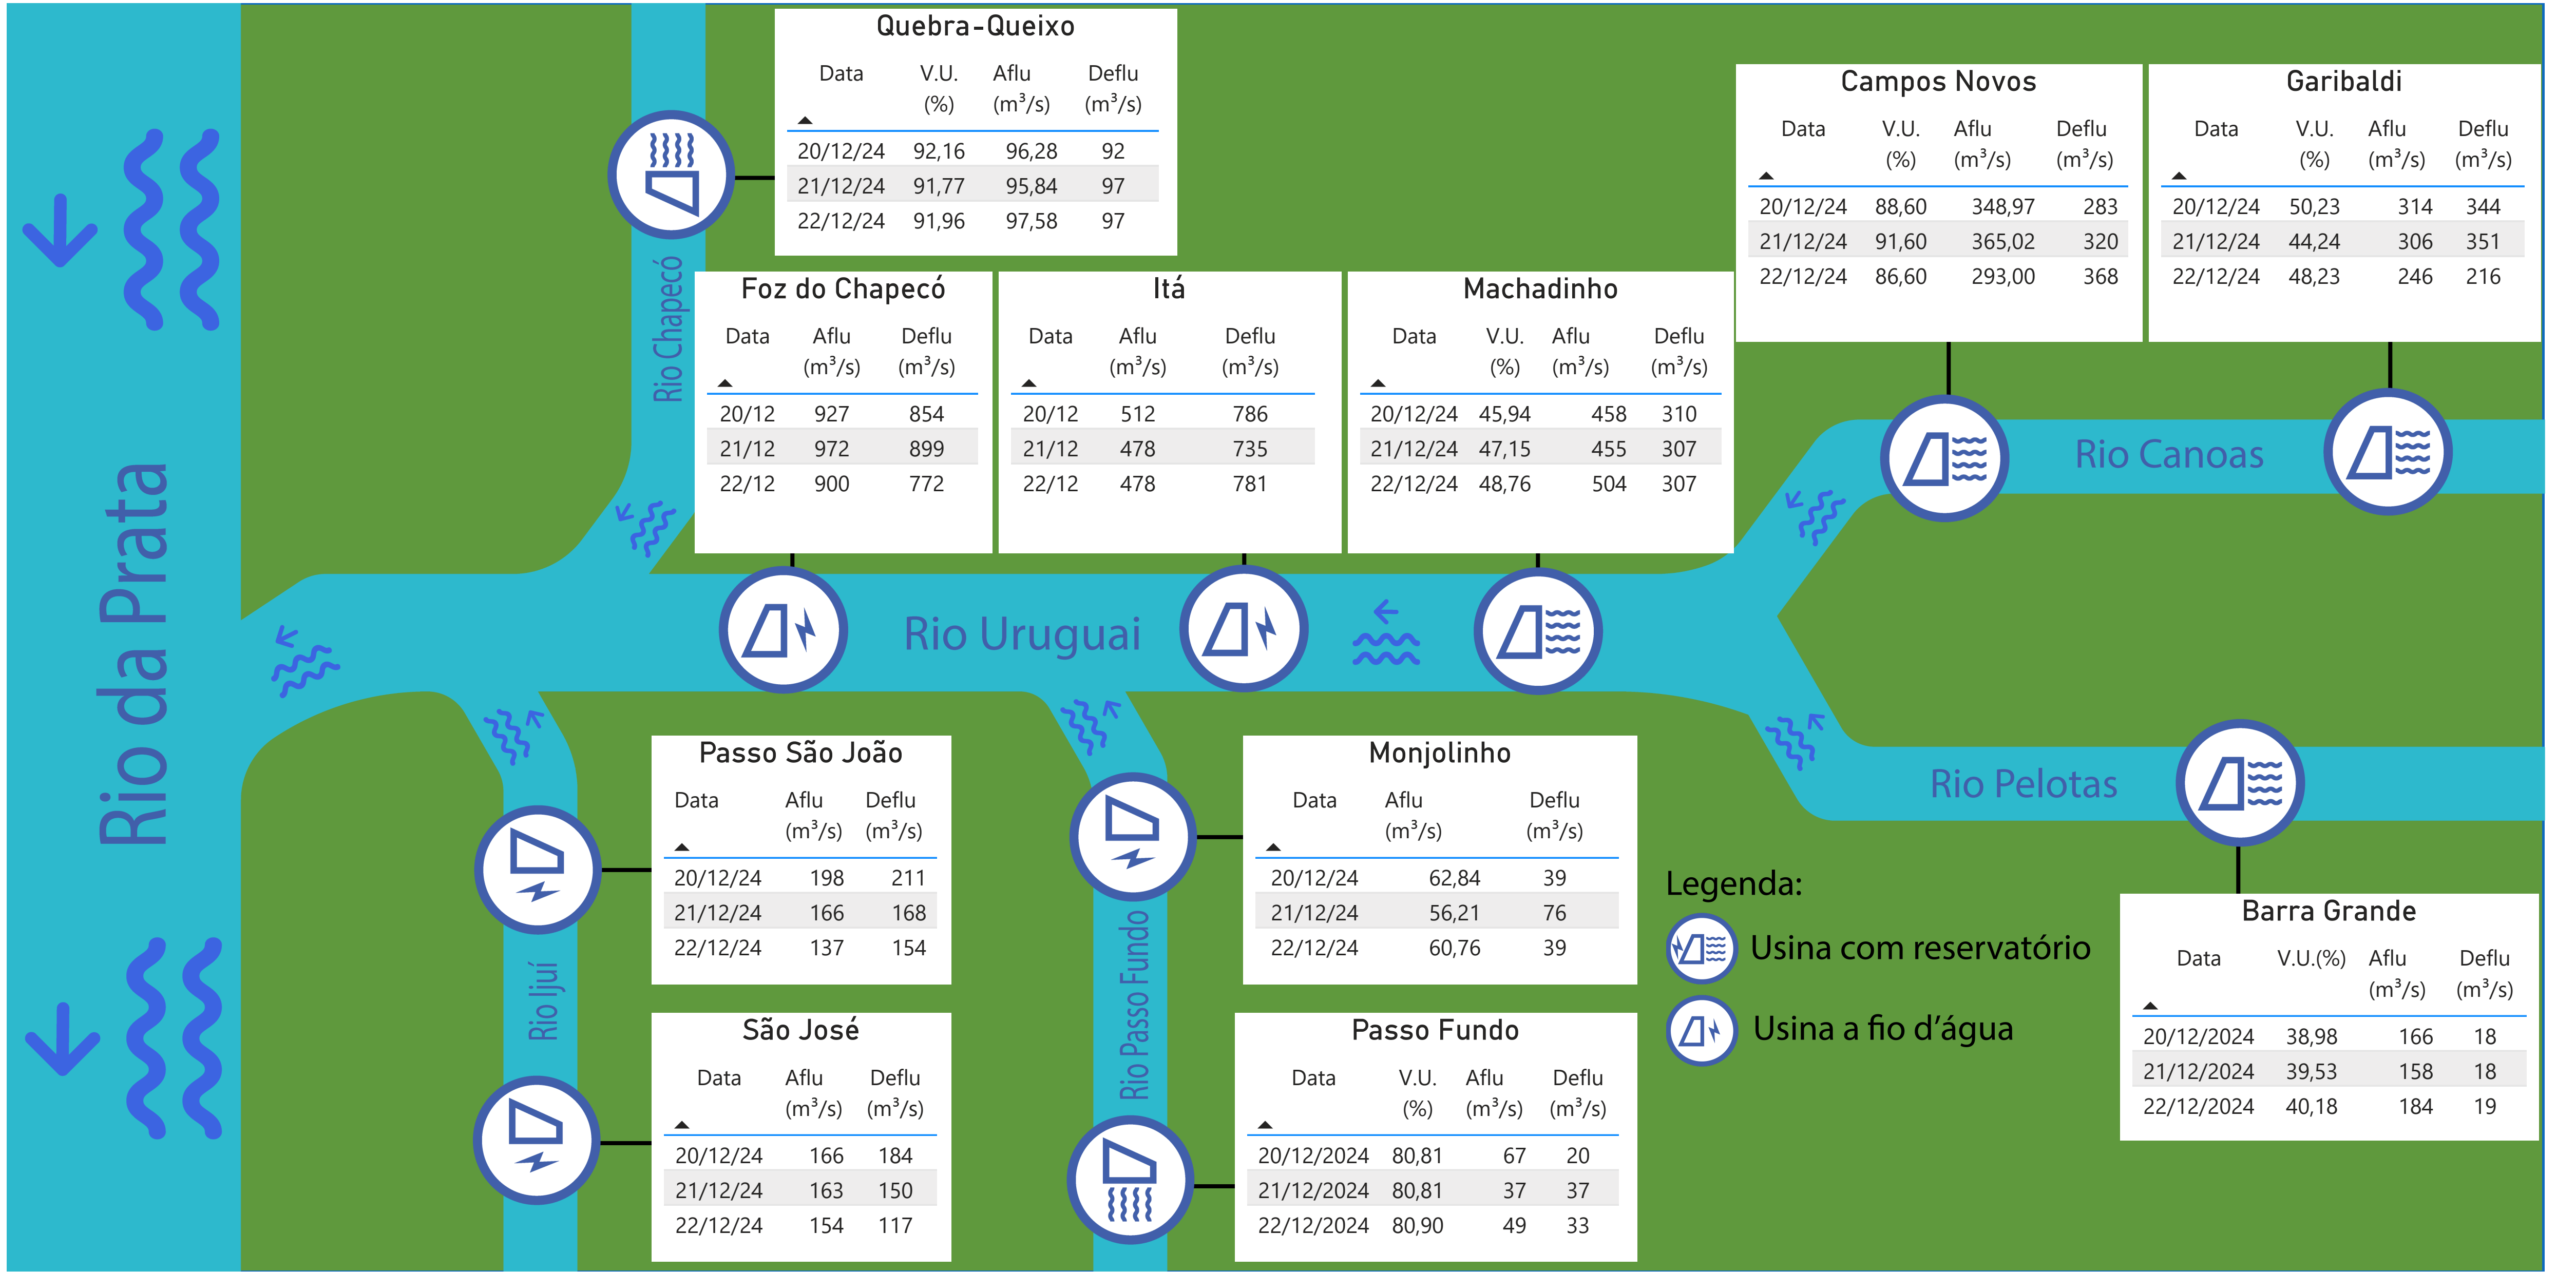 Quebra-Queixo
Data V.U. (%) Aflu (m³/s) Deflu (m³/s)
20/12/24 92,16 96,28 92
21/12/24 91,77 95,84 97
22/12/24 91,96 97,58 97
Campos Novos
Data V.U. (%) Aflu (m³/s) Deflu (m³/s)
20/12/24 88,60 348,97 283
21/12/24 91,60 365,02 320
22/12/24 86,60 293,00 368
Garibaldi
Data V.U. (%) Aflu (m³/s) Deflu (m³/s)
20/12/24 50,23 314 344
21/12/24 44,24 306 351
22/12/24 48,23 246 216
Rio Chapecó
Foz do Chapecó
Data Aflu (m³/s) Deflu (m³/s)
20/12 927 854
21/12 972 899
22/12 900 772
Itá
Data Aflu (m³/s) Deflu (m³/s)
20/12 512 786
21/12 478 735
22/12 478 781
Machadinho
Data V.U. (%) Aflu (m³/s) Deflu (m³/s)
20/12/24 45,94 458 310
21/12/24 47,15 455 307
22/12/24 48,76 504 307
Rio Canoas
Rio da Prata
Rio Uruguai
Rio Pelotas
Passo São João
Data Aflu (m³/s) Deflu (m³/s)
20/12/24 198 211
21/12/24 166 168
22/12/24 137 154
Monjolinho
Data Aflu (m³/s) Deflu (m³/s)
20/12/24 62,84 39
21/12/24 56,21 76
22/12/24 60,76 39
Legenda:
Usina com reservatório
Usina a fio d'água
Barra Grande
Data V.U.(%) Aflu (m³/s) Deflu (m³/s)
20/12/2024 38,98 166 18
21/12/2024 39,53 158 18
22/12/2024 40,18 184 19
Rio Ijuí
Rio Passo Fundo
São José
Data Aflu (m³/s) Deflu (m³/s)
20/12/24 166 184
21/12/24 163 150
22/12/24 154 117
Passo Fundo
Data V.U. (%) Aflu (m³/s) Deflu (m³/s)
20/12/2024 80,81 67 20
21/12/2024 80,81 37 37
22/12/2024 80,90 49 33